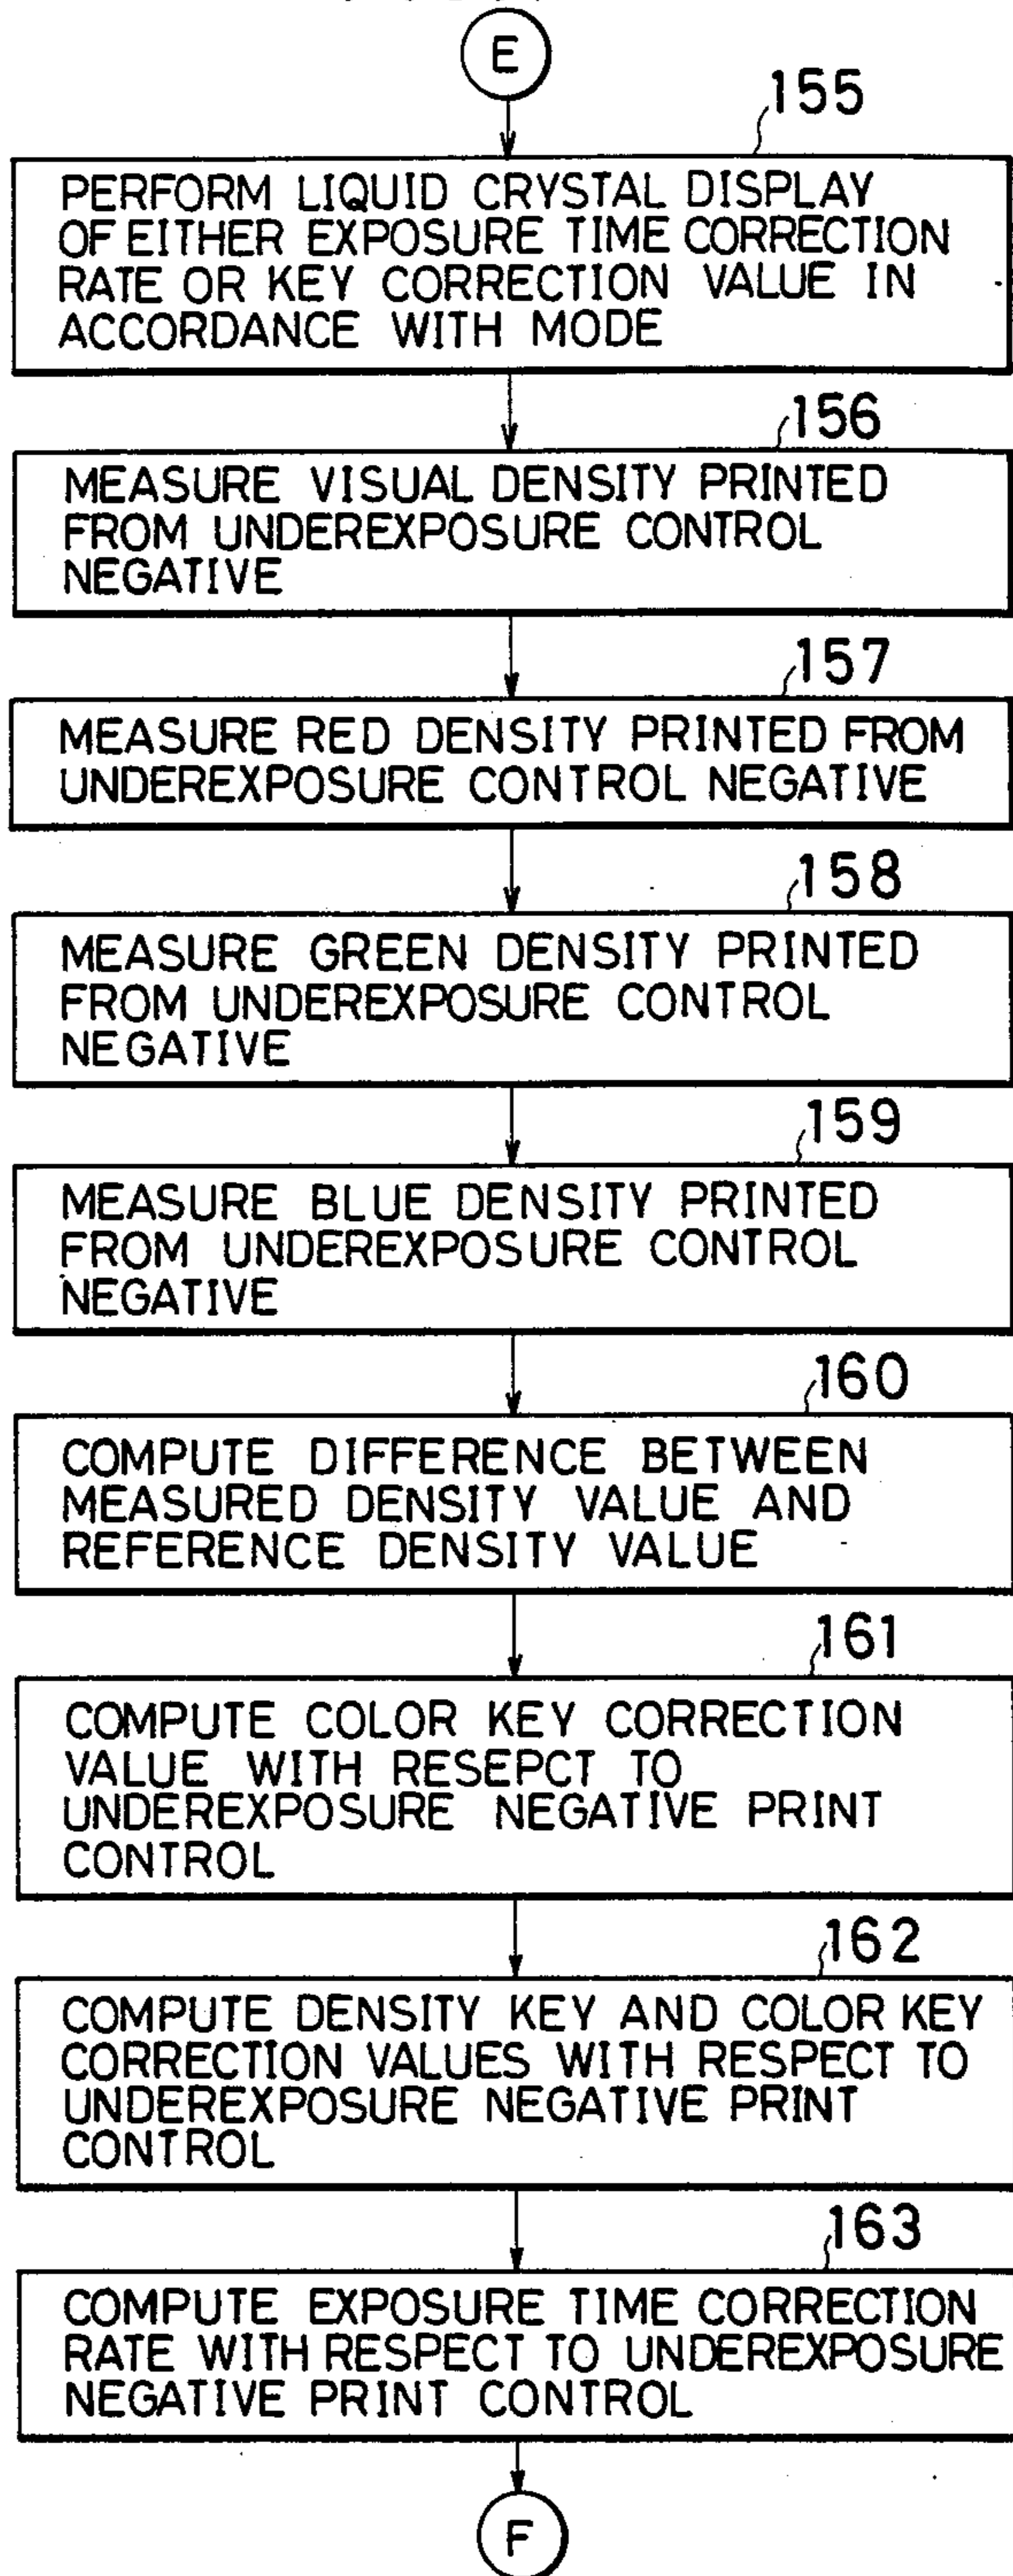 E
155
PERFORM LIQUID CRYSTAL DISPLAY
OF EITHER EXPOSURE TIME CORRECTION
RATE OR KEY CORRECTION VALUE IN
ACCORDANCE WITH MODE
156
MEASURE VISUAL DENSITY PRINTED
FROM UNDEREXPOSURE CONTROL
NEGATIVE
157
MEASURE RED DENSITY PRINTED FROM
UNDEREXPOSURE CONTROL NEGATIVE
158
MEASURE GREEN DENSITY PRINTED
FROM UNDEREXPOSURE CONTROL
NEGATIVE
159
MEASURE BLUE DENSITY PRINTED
FROM UNDEREXPOSURE CONTROL
NEGATIVE
160
COMPUTE DIFFERENCE BETWEEN
MEASURED DENSITY VALUE AND
REFERENCE DENSITY VALUE
161
COMPUTE COLOR KEY CORRECTION
VALUE WITH RESEPCT TO
UNDEREXPOSURE NEGATIVE PRINT
CONTROL
162
COMPUTE DENSITY KEY AND COLOR KEY
CORRECTION VALUES WITH RESPECT TO
UNDEREXPOSURE NEGATIVE PRINT
CONTROL
163
COMPUTE EXPOSURE TIME CORRECTION
RATE WITH RESPECT TO UNDEREXPOSURE
NEGATIVE PRINT CONTROL
F